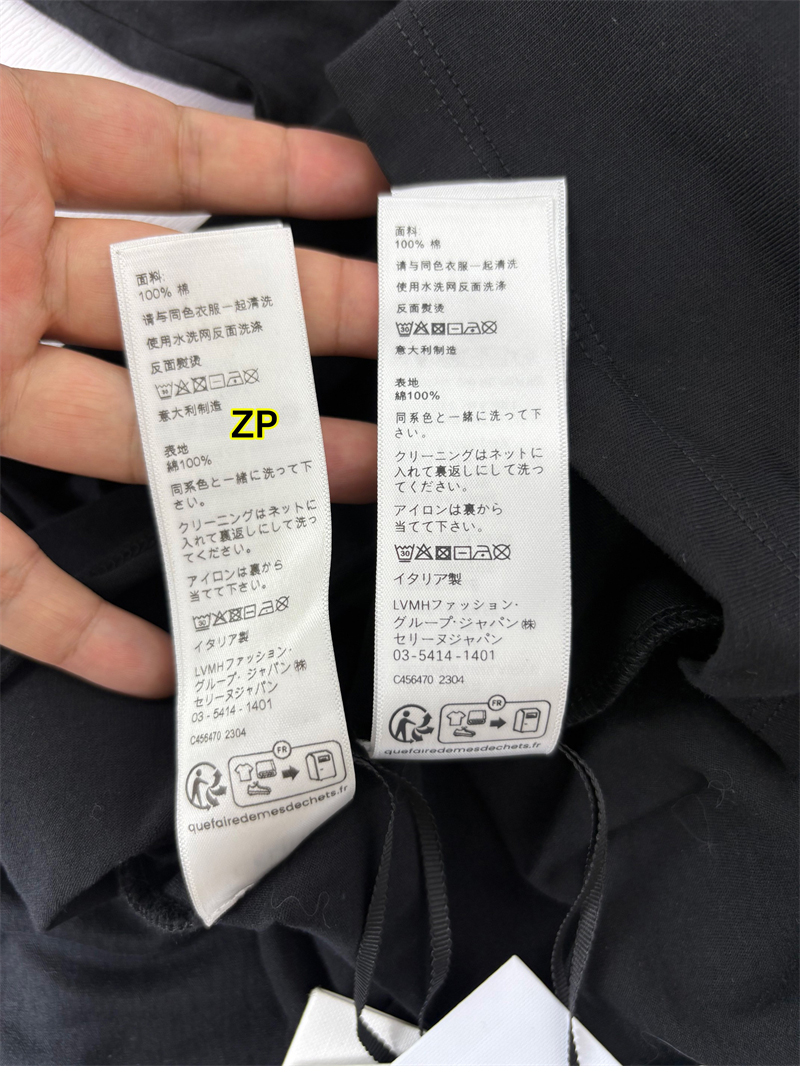 面料:
100% 棉
请与同色衣服一起清洗
使用水洗网反面洗涤
反面熨烫
30
意大利制造
ZP
表地
綿100%
同系色と一緒に洗って下
さい。
クリーニングはネットに
入れて裏返しにして洗っ
てください。
アイロンは裏から
当てて下さい。
30
イタリア製
LVMHファッション・
グループ・ジャパン㈱
セリーヌジャパン
03-5414-1401
C456470 2304
FR
quefairedemesdechets.fr
面料:
100% 棉
请与同色衣服一起清洗
使用水洗网反面洗涤
反面熨烫
30
意大利制造
表地
綿100%
同系色と一緒に洗って下
さい。
クリーニングはネットに
入れて裏返しにして洗っ
てください。
アイロンは裏から
当てて下さい。
30
イタリア製
LVMHファッション・
グループ・ジャパン㈱
セリーヌジャパン
03-5414-1401
C456470 2304
FR
quefairedemesdechets.fr